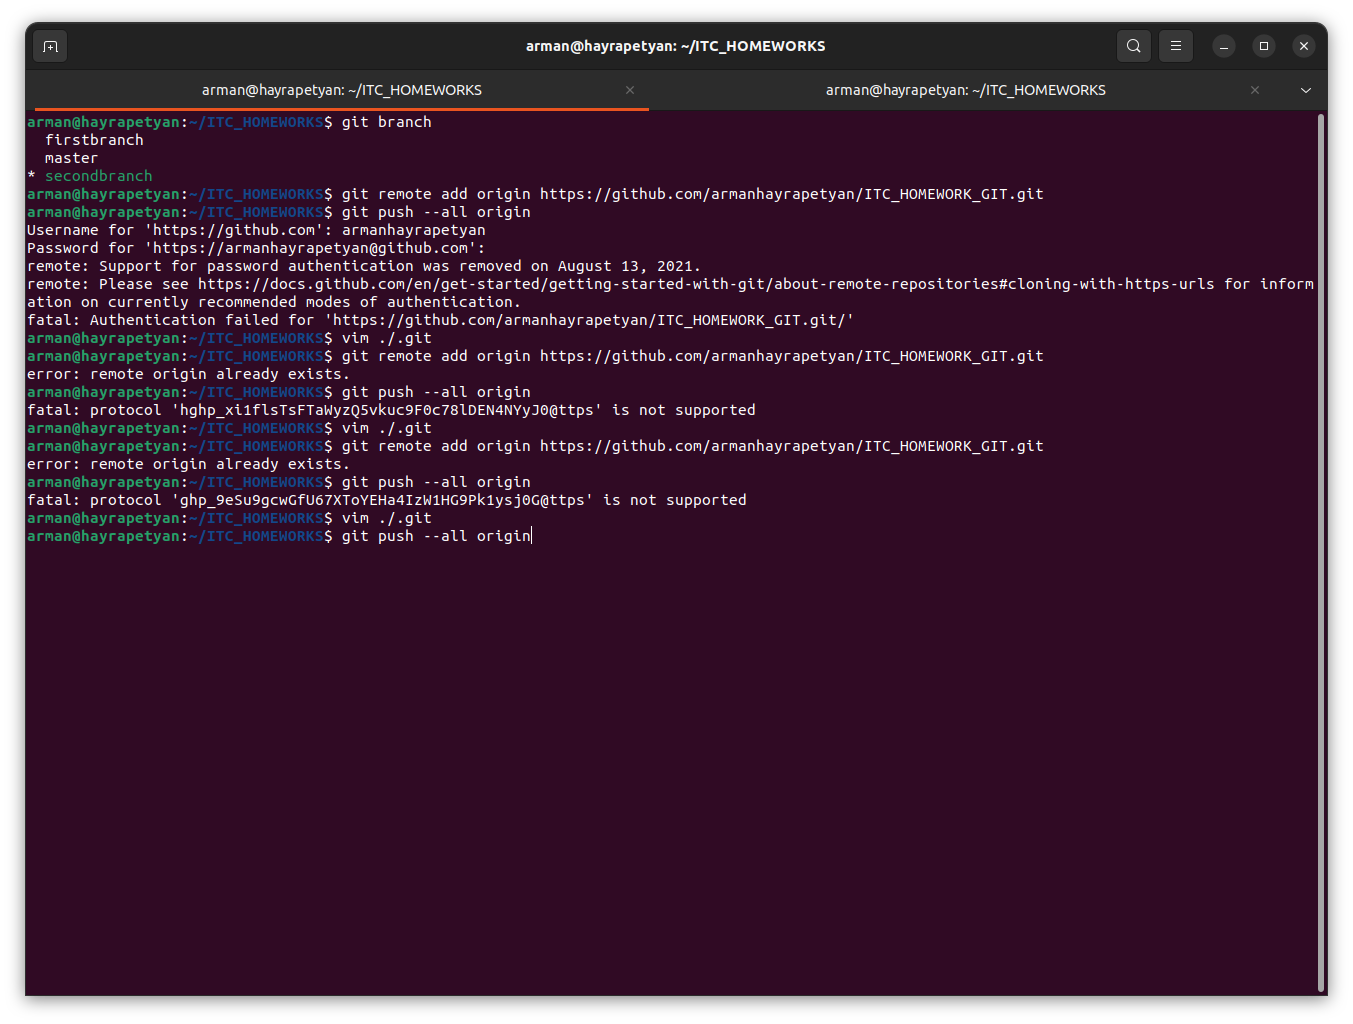 arman@hayrapetyan: ~/ITC_HOMEWORKS
arman@hayrapetyan: ~/ITC_HOMEWORKS
arman@hayrapetyan: ~/ITC_HOMEWORKS
arman@hayrapetyan:~/ITC_HOMEWORKS$ git branch
  firstbranch
  master
* secondbranch
arman@hayrapetyan:~/ITC_HOMEWORKS$ git remote add origin https://github.com/armanhayrapetyan/ITC_HOMEWORK_GIT.git
arman@hayrapetyan:~/ITC_HOMEWORKS$ git push --all origin
Username for 'https://github.com': armanhayrapetyan
Password for 'https://armanhayrapetyan@github.com':
remote: Support for password authentication was removed on August 13, 2021.
remote: Please see https://docs.github.com/en/get-started/getting-started-with-git/about-remote-repositories#cloning-with-https-urls for inform
ation on currently recommended modes of authentication.
fatal: Authentication failed for 'https://github.com/armanhayrapetyan/ITC_HOMEWORK_GIT.git/'
arman@hayrapetyan:~/ITC_HOMEWORKS$ vim ./.git
arman@hayrapetyan:~/ITC_HOMEWORKS$ git remote add origin https://github.com/armanhayrapetyan/ITC_HOMEWORK_GIT.git
error: remote origin already exists.
arman@hayrapetyan:~/ITC_HOMEWORKS$ git push --all origin
fatal: protocol 'h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@ttps' is not supported
arman@hayrapetyan:~/ITC_HOMEWORKS$ vim ./.git
arman@hayrapetyan:~/ITC_HOMEWORKS$ git remote add origin https://github.com/armanhayrapetyan/ITC_HOMEWORK_GIT.git
error: remote origin already exists.
arman@hayrapetyan:~/ITC_HOMEWORKS$ git push --all origin
fatal: protocol '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@ttps' is not supported
arman@hayrapetyan:~/ITC_HOMEWORKS$ vim ./.git
arman@hayrapetyan:~/ITC_HOMEWORKS$ git push --all origin